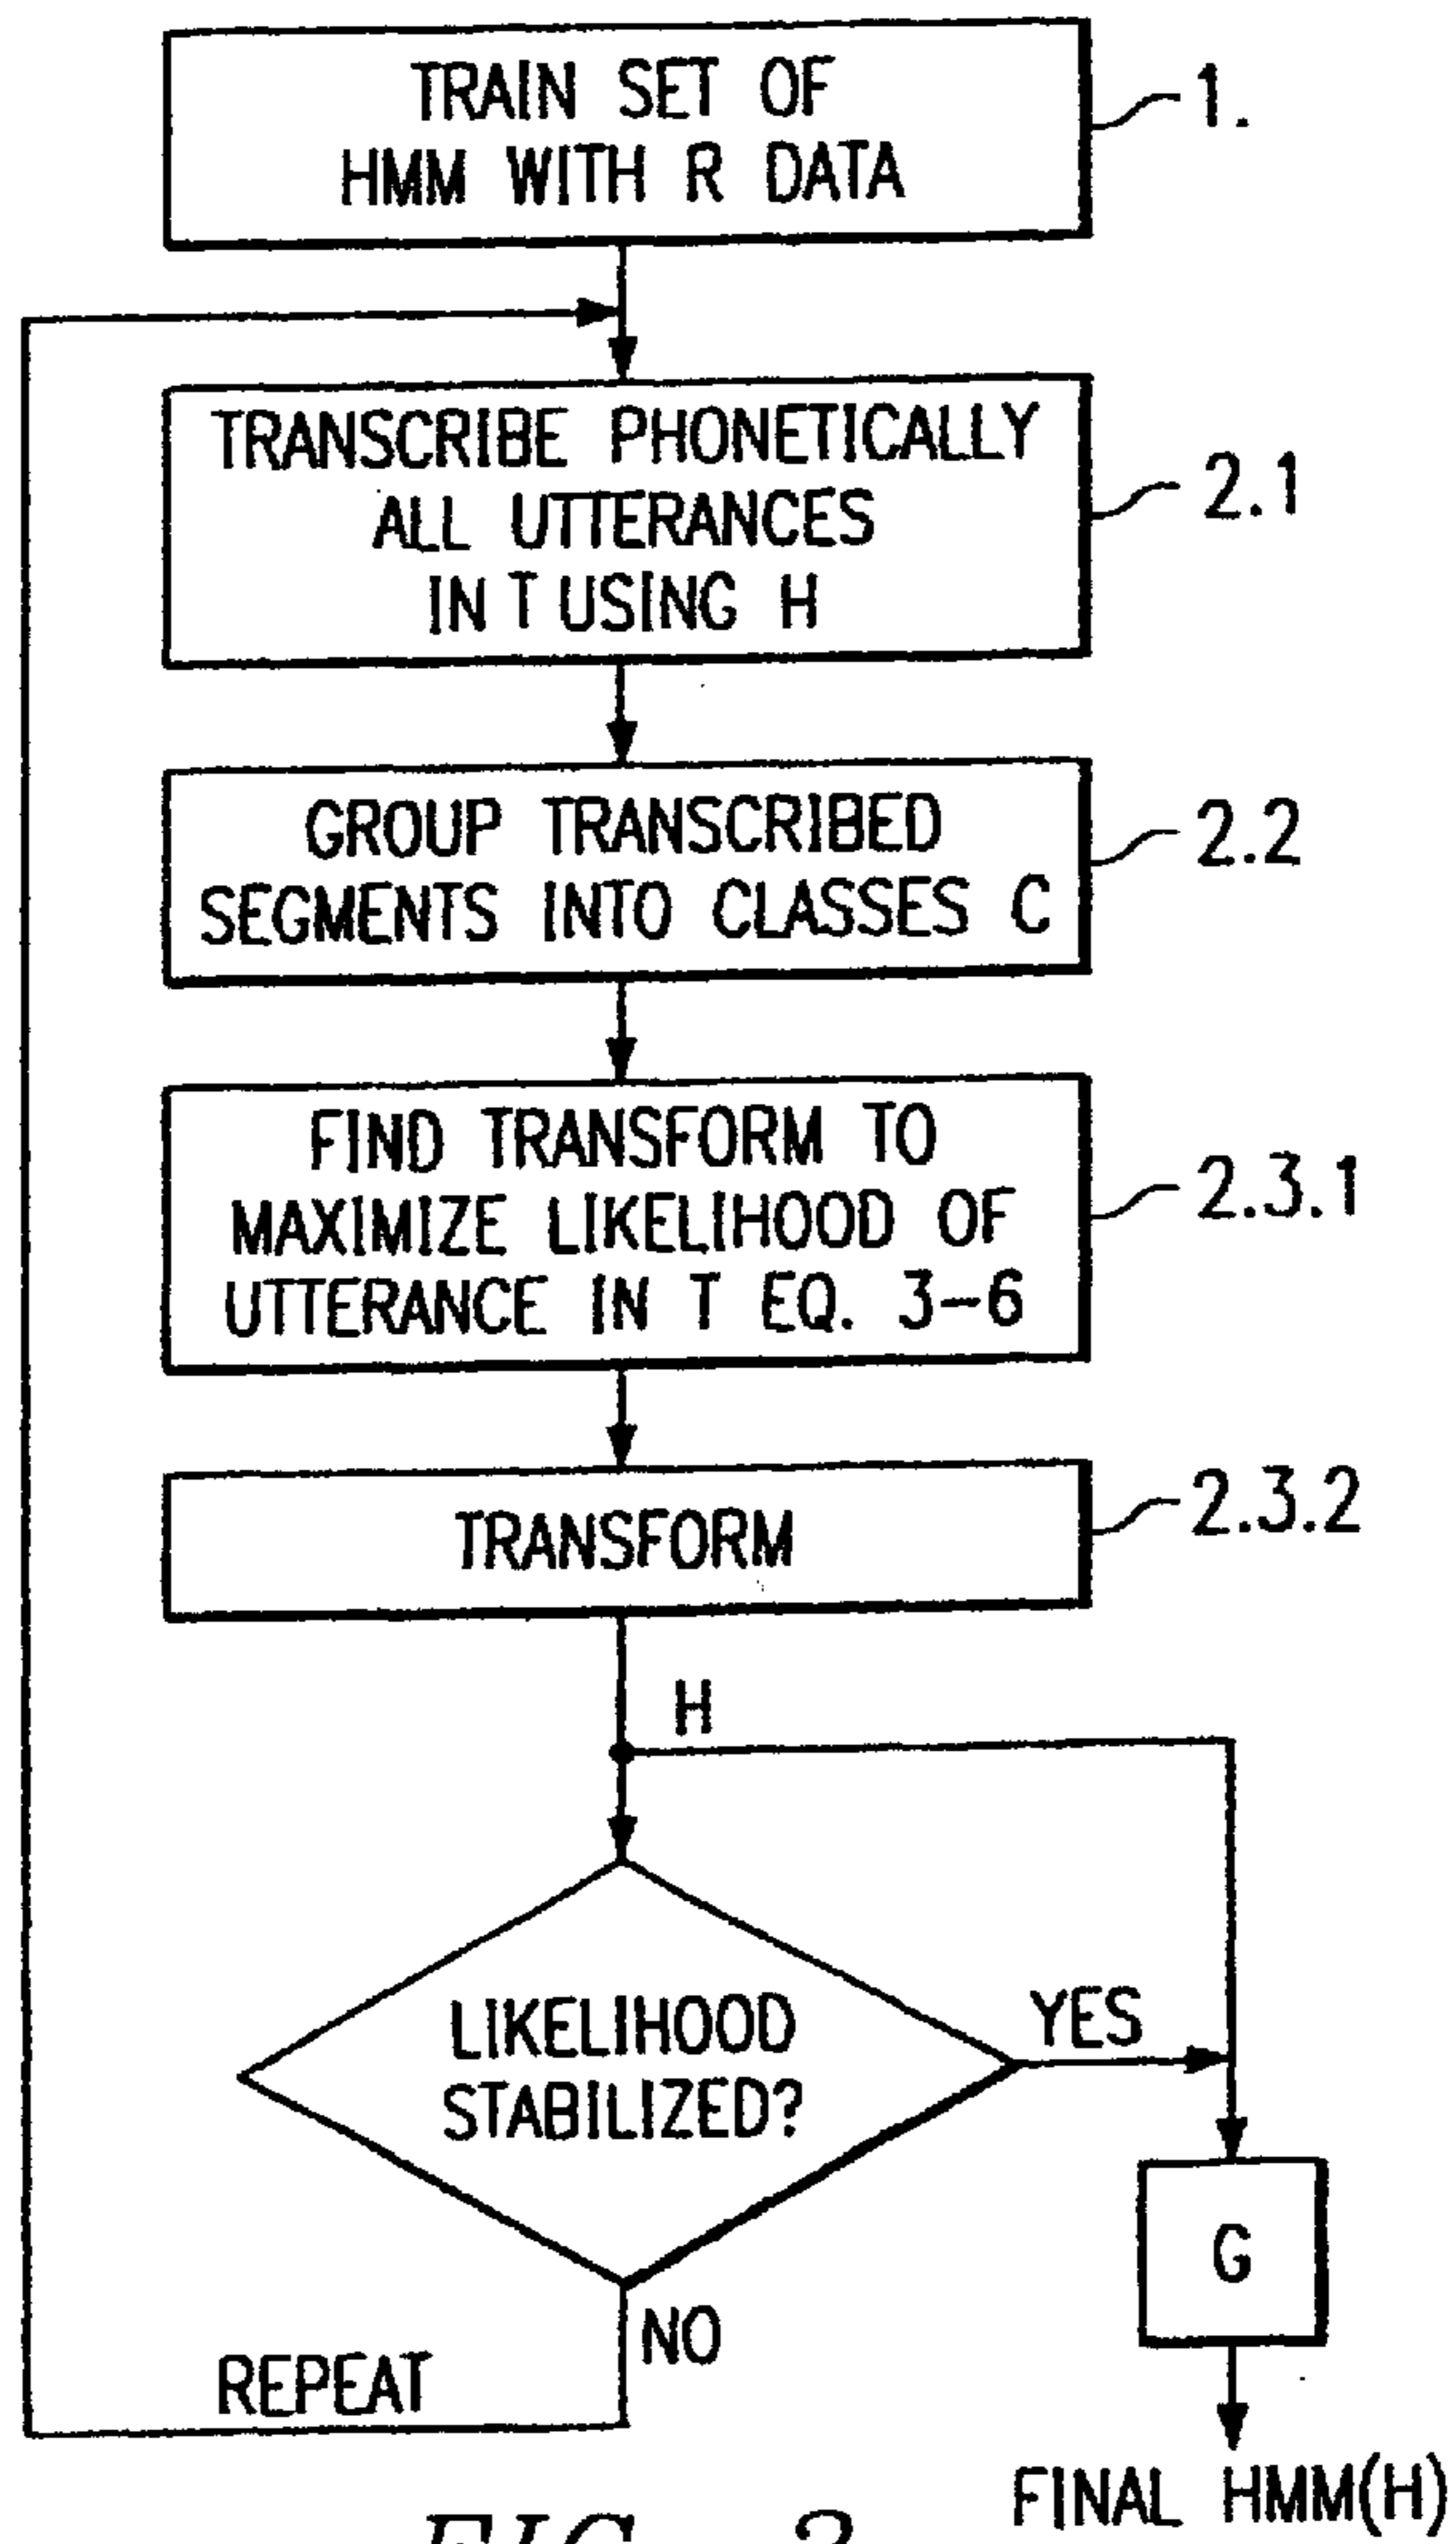 TRAIN SET OF
HMM WITH R DATA
1.
TRANSCRIBE PHONETICALLY
ALL UTTERANCES
IN T USING H
2.1
GROUP TRANSCRIBED
SEGMENTS INTO CLASSES C
2.2
FIND TRANSFORM TO
MAXIMIZE LIKELIHOOD OF
UTTERANCE IN T EQ. 3-6
2.3.1
TRANSFORM
2.3.2
H
LIKELIHOOD
STABILIZED?
YES
G
NO
REPEAT
FINAL HMM(H)